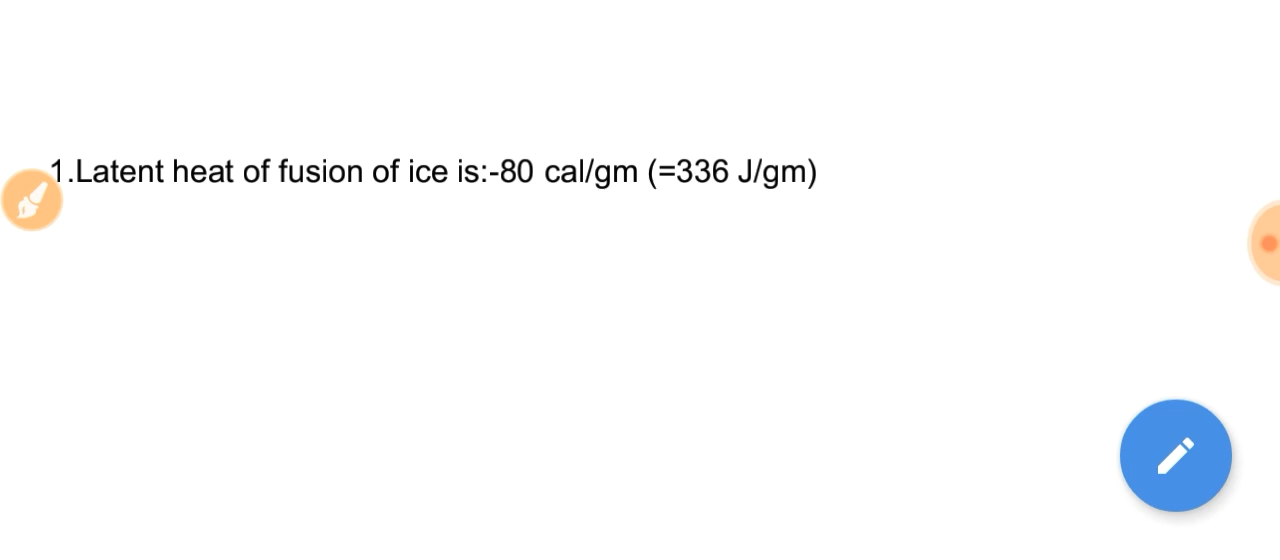 1.Latent heat of fusion of ice is:-80 cal/gm (=336 J/gm)